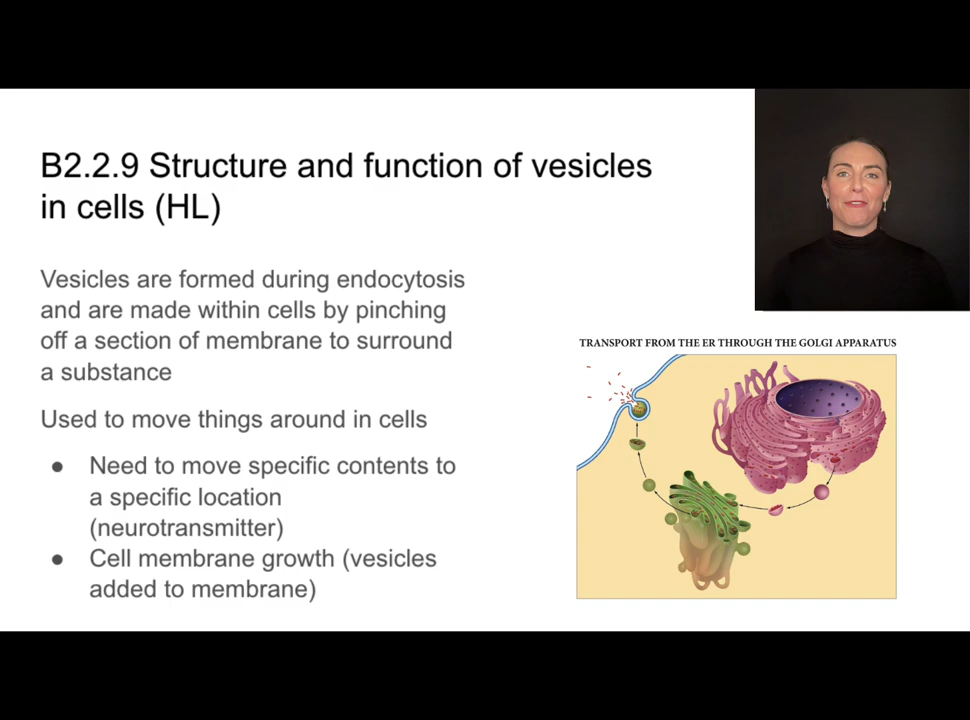 B2.2.9 Structure and function of vesicles
in cells (HL)
Vesicles are formed during endocytosis
and are made within cells by pinching
off a section of membrane to surround
a substance
Used to move things around in cells
● Need to move specific contents to
a specific location
(neurotransmitter)
● Cell membrane growth (vesicles
added to membrane)
TRANSPORT FROM THE ER THROUGH THE GOLGI APPARATUS